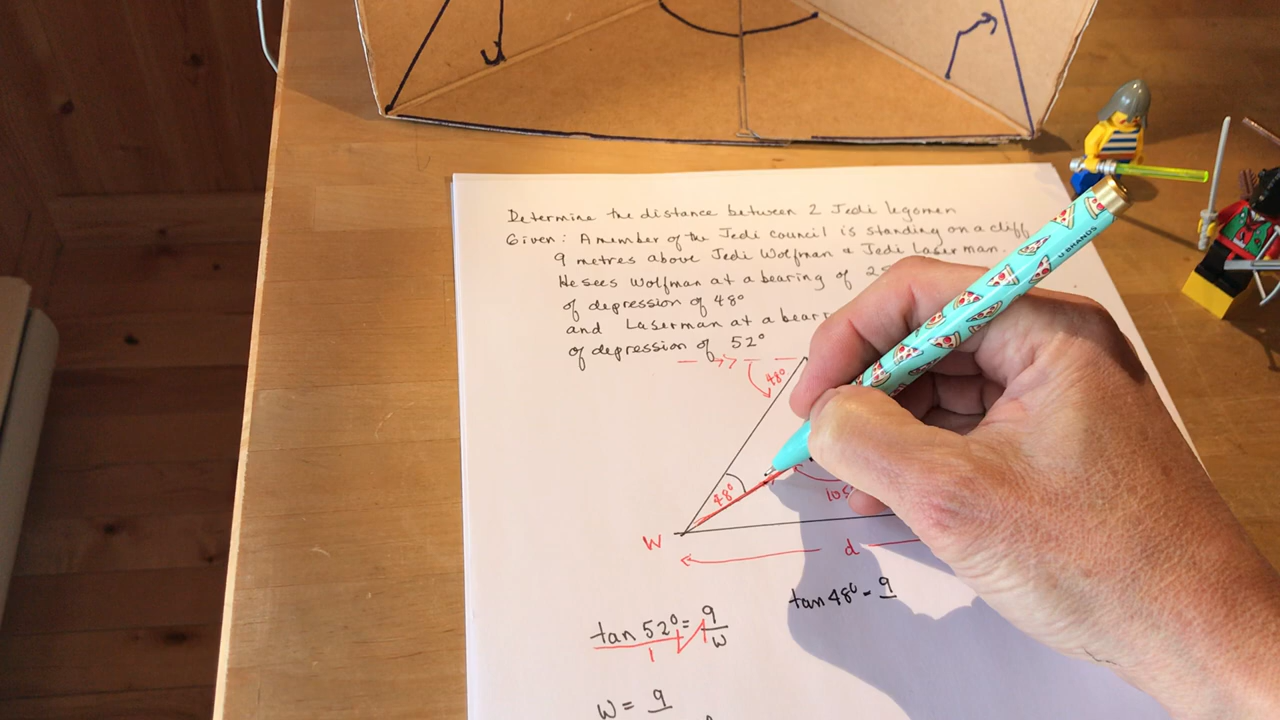 Determine the distance between 2 Jedi legomen
Given: A member of the Jedi council is standing on a cliff
9 metres above Jedi Wolfman & Jedi Laserman.
He sees Wolfman at a bearing of
of depression of 48°
and Laserman at a
of depression of 52°
48°
48°
105
W
d
tan 48° = 9
tan 52° = 9
w
1
w = 9
U BRANDS